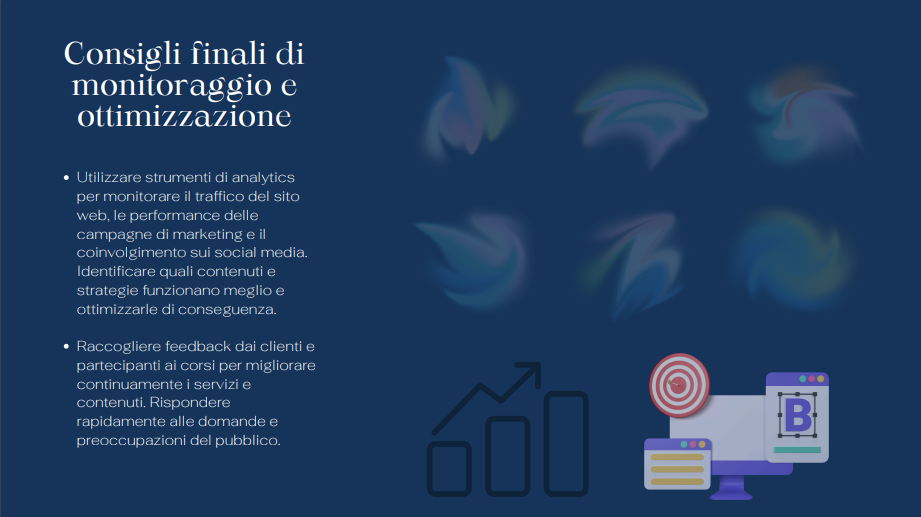 Consigli finali di
monitoraggio e
ottimizzazione
• Utilizzare strumenti di analytics
per monitorare il traffico del sito
web, le performance delle
campagne di marketing e il
coinvolgimento sui social media.
Identificare quali contenuti e
strategie funzionano meglio e
ottimizzarle di conseguenza.
• Raccogliere feedback dai clienti e
partecipanti ai corsi per migliorare
continuamente i servizi e
contenuti. Rispondere
rapidamente alle domande e
preoccupazioni del pubblico.
B